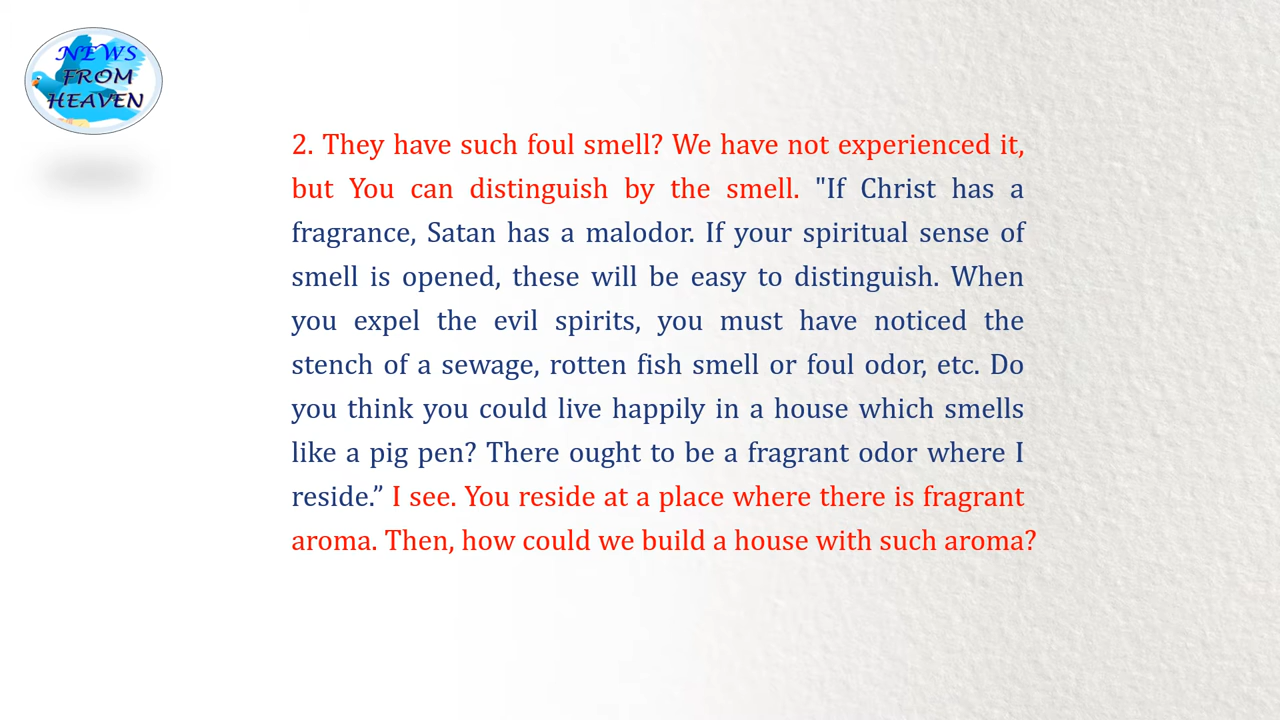 NEWS
FROM
HEAVEN
2. They have such foul smell? We have not experienced it,
but You can distinguish by the smell. "If Christ has a
fragrance, Satan has a malodor. If your spiritual sense of
smell is opened, these will be easy to distinguish. When
you expel the evil spirits, you must have noticed the
stench of a sewage, rotten fish smell or foul odor, etc. Do
you think you could live happily in a house which smells
like a pig pen? There ought to be a fragrant odor where I
reside.” I see. You reside at a place where there is fragrant
aroma. Then, how could we build a house with such aroma?